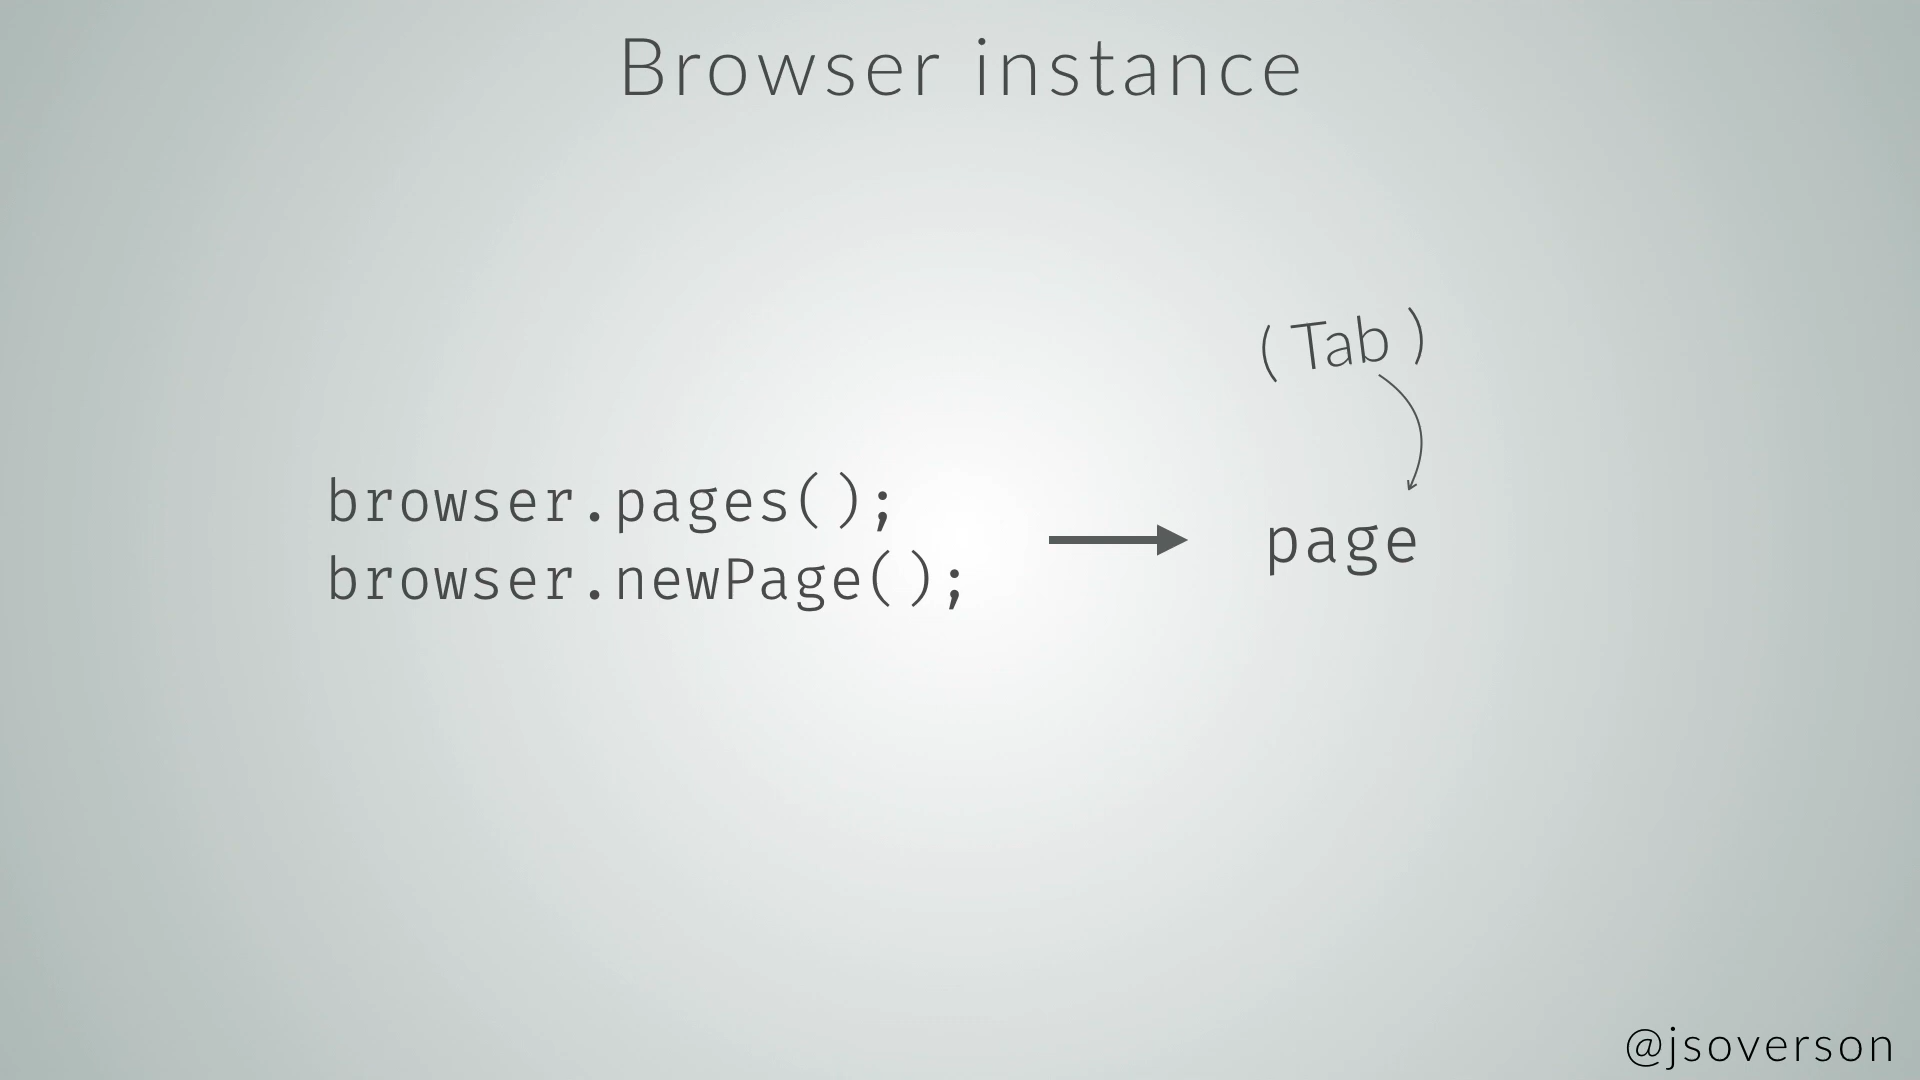 Browser instance
( Tab )
browser.pages();
browser.newPage();
page
@jsoverson